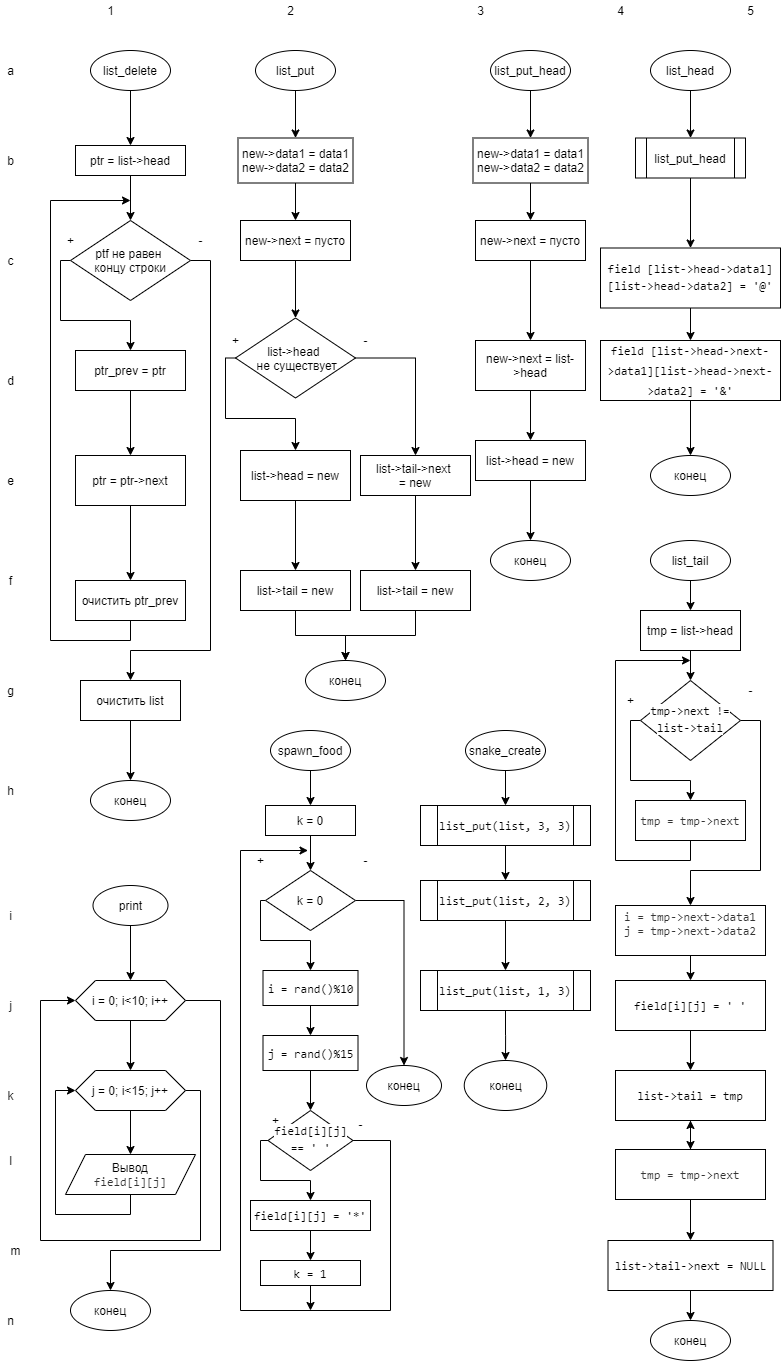 1 2 3 4 5
a
b
c
d
e
f
g
h
i
j
k
l
m
n
list_delete
ptr = list->head
+ -
ptf не равен
концу строки
ptr_prev = ptr
ptr = ptr->next
очистить ptr_prev
очистить list
конец
list_put
new->data1 = data1
new->data2 = data2
new->next = пусто
+ -
list->head
не существует
list->head = new
list->tail->next
= new
list->tail = new
list->tail = new
конец
list_put_head
new->data1 = data1
new->data2 = data2
new->next = пусто
new->next = list-
>head
list->head = new
конец
list_head
list_put_head
field [list->head->data1]
[list->head->data2] = '@'
field [list->head->next-
>data1][list->head->next-
>data2] = '&'
конец
list_tail
tmp = list->head
+ -
tmp->next !=
list->tail
tmp = tmp->next
i = tmp->next->data1
j = tmp->next->data2
field[i][j] = ' '
list->tail = tmp
tmp = tmp->next
list->tail->next = NULL
конец
spawn_food
k = 0
+ -
k = 0
i = rand()%10
j = rand()%15
конец
+ -
field[i][j]
== ' '
field[i][j] = '*'
k = 1
snake_create
list_put(list, 3, 3)
list_put(list, 2, 3)
list_put(list, 1, 3)
конец
print
i = 0; i<10; i++
j = 0; i<15; j++
Вывод
field[i][j]
конец